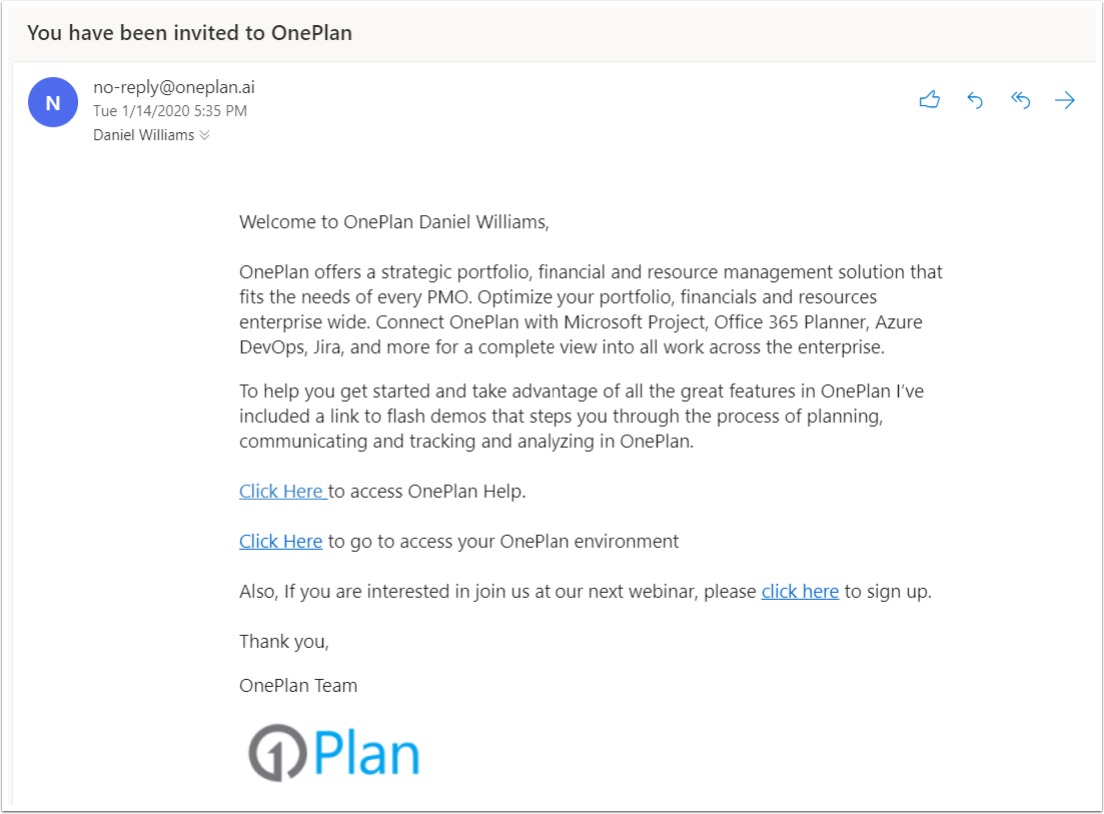 You have been invited to OnePlan
N
no-reply@oneplan.ai
Tue 1/14/2020 5:35 PM
Daniel Williams
Welcome to OnePlan Daniel Williams,
OnePlan offers a strategic portfolio, financial and resource management solution that
fits the needs of every PMO. Optimize your portfolio, financials and resources
enterprise wide. Connect OnePlan with Microsoft Project, Office 365 Planner, Azure
DevOps, Jira, and more for a complete view into all work across the enterprise.
To help you get started and take advantage of all the great features in OnePlan I’ve
included a link to flash demos that steps you through the process of planning,
communicating and tracking and analyzing in OnePlan.
Click Here to access OnePlan Help.
Click Here to go to access your OnePlan environment
Also, If you are interested in join us at our next webinar, please click here to sign up.
Thank you,
OnePlan Team
1Plan